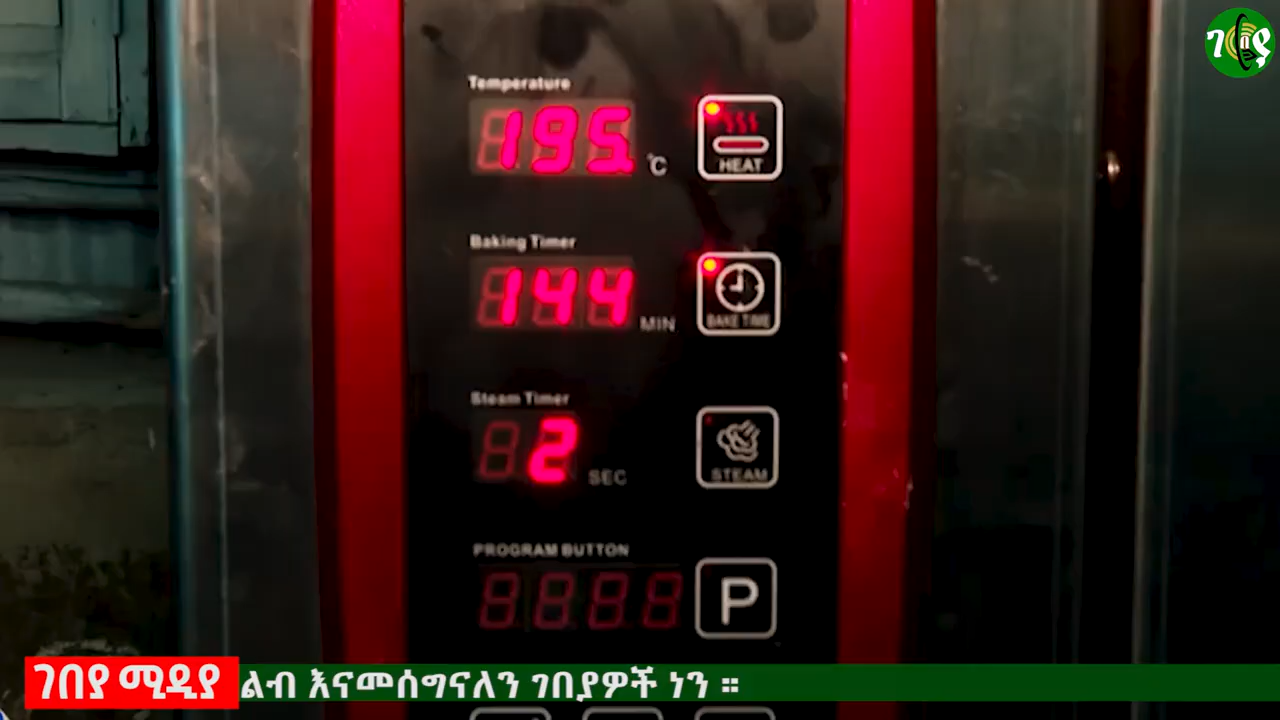 ገበያ
Temperature
195.
℃
HEAT
Baking Timer
144
MIN
BAKE TIME
Steam Timer
2
SEC
STEAM
PROGRAM BUTTON
P
ገበያ ሚዲያ
ልብ እናመሰግናለን ገበያዎች ነን ።